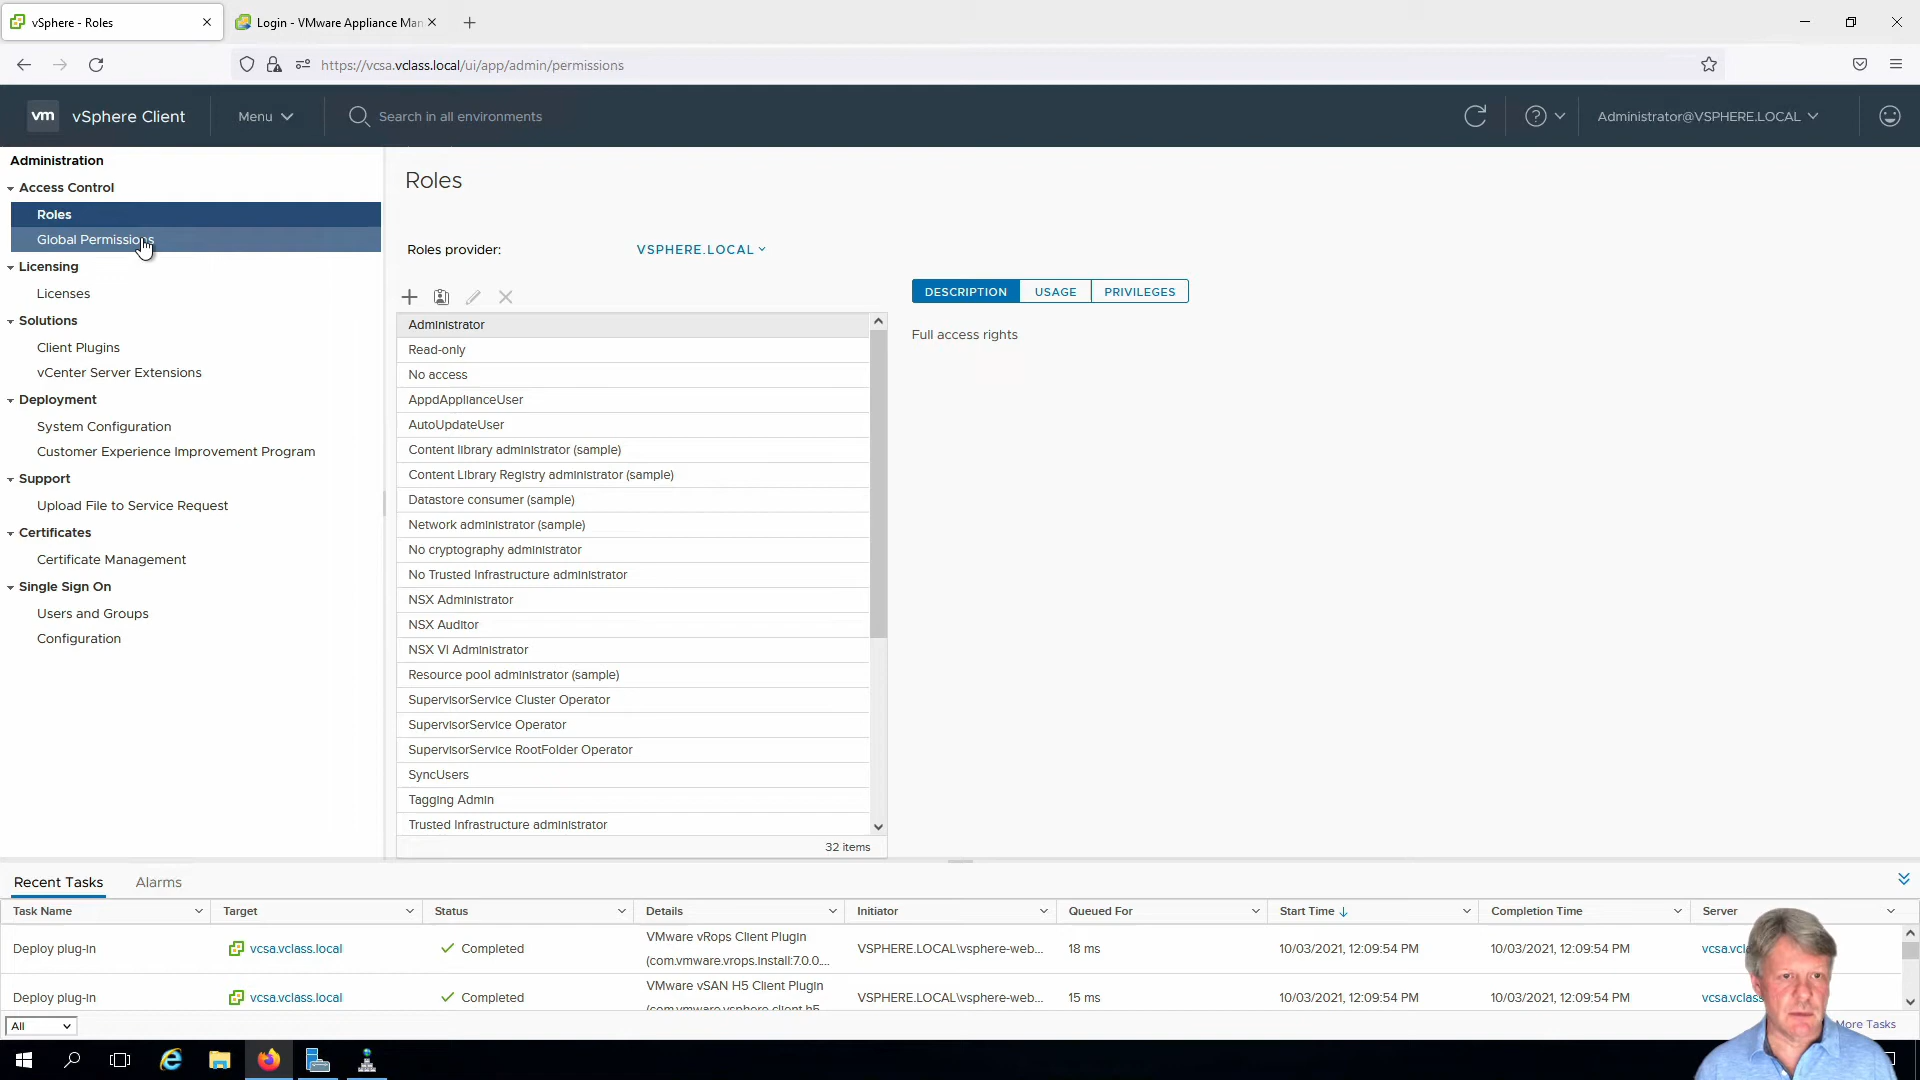 vSphere - Roles
Login - VMware Appliance Man
https://vcsa.vclass.local/ui/app/admin/permissions
vm vSphere Client Menu Search in all environments Administrator@VSPHERE.LOCAL
Administration
Access Control
Roles
Global Permissions
Licensing
Licenses
Solutions
Client Plugins
vCenter Server Extensions
Deployment
System Configuration
Customer Experience Improvement Program
Support
Upload File to Service Request
Certificates
Certificate Management
Single Sign On
Users and Groups
Configuration
Roles
Roles provider: VSPHERE.LOCAL
Administrator
Read-only
No access
AppdApplianceUser
AutoUpdateUser
Content library administrator (sample)
Content Library Registry administrator (sample)
Datastore consumer (sample)
Network administrator (sample)
No cryptography administrator
No Trusted Infrastructure administrator
NSX Administrator
NSX Auditor
NSX VI Administrator
Resource pool administrator (sample)
SupervisorService Cluster Operator
SupervisorService Operator
SupervisorService RootFolder Operator
SyncUsers
Tagging Admin
Trusted Infrastructure administrator
32 items
DESCRIPTION USAGE PRIVILEGES
Full access rights
Recent Tasks Alarms
Task Name Target Status Details Initiator Queued For Start Time Completion Time Server
Deploy plug-in vcsa.vclass.local Completed VMware vRops Client Plugin (com.vmware.vrops.install:7.0.0.... VSPHERE.LOCAL\vsphere-web... 18 ms 10/03/2021, 12:09:54 PM 10/03/2021, 12:09:54 PM vcsa.vcl
Deploy plug-in vcsa.vclass.local Completed VMware vSAN H5 Client Plugin (com.vmware.vsphere.client.h5 VSPHERE.LOCAL\vsphere-web... 15 ms 10/03/2021, 12:09:54 PM 10/03/2021, 12:09:54 PM vcsa.vclass
All More Tasks